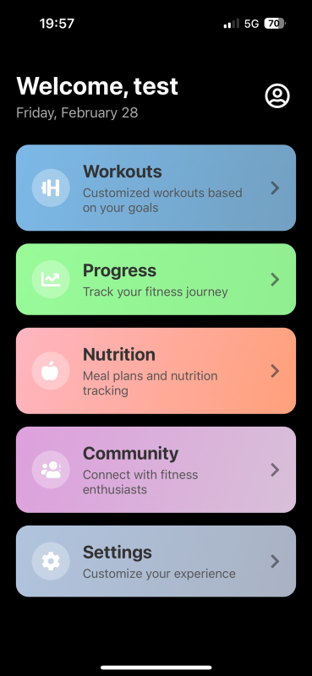 19:57
5G 70
Welcome, test
Friday, February 28
Workouts
Customized workouts based
on your goals
Progress
Track your fitness journey
Nutrition
Meal plans and nutrition
tracking
Community
Connect with fitness
enthusiasts
Settings
Customize your experience